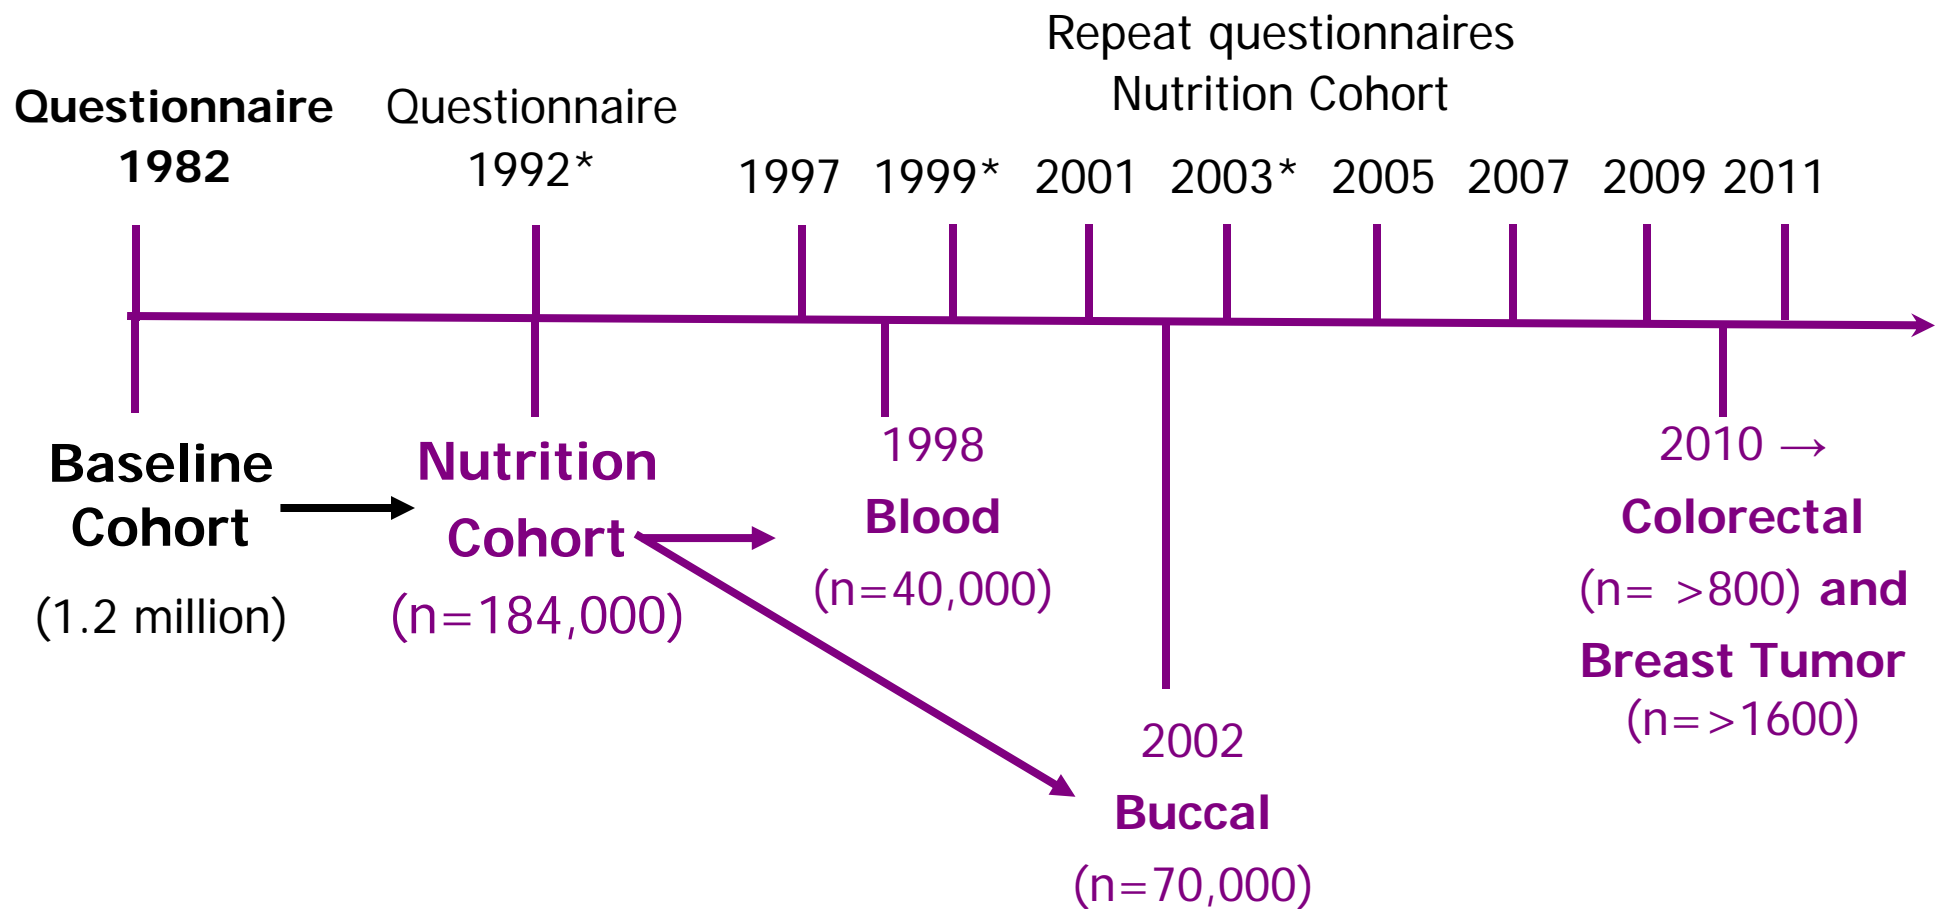 Repeat questionnaires
Nutrition Cohort
Questionnaire
1982
Questionnaire
1992*
1997 1999* 2001 2003* 2005 2007 2009 2011
Baseline
Cohort
(1.2 million)
Nutrition
Cohort
(n=184,000)
1998
Blood
(n=40,000)
2002
Buccal
(n=70,000)
2010 →
Colorectal
(n= >800) and
Breast Tumor
(n=>1600)